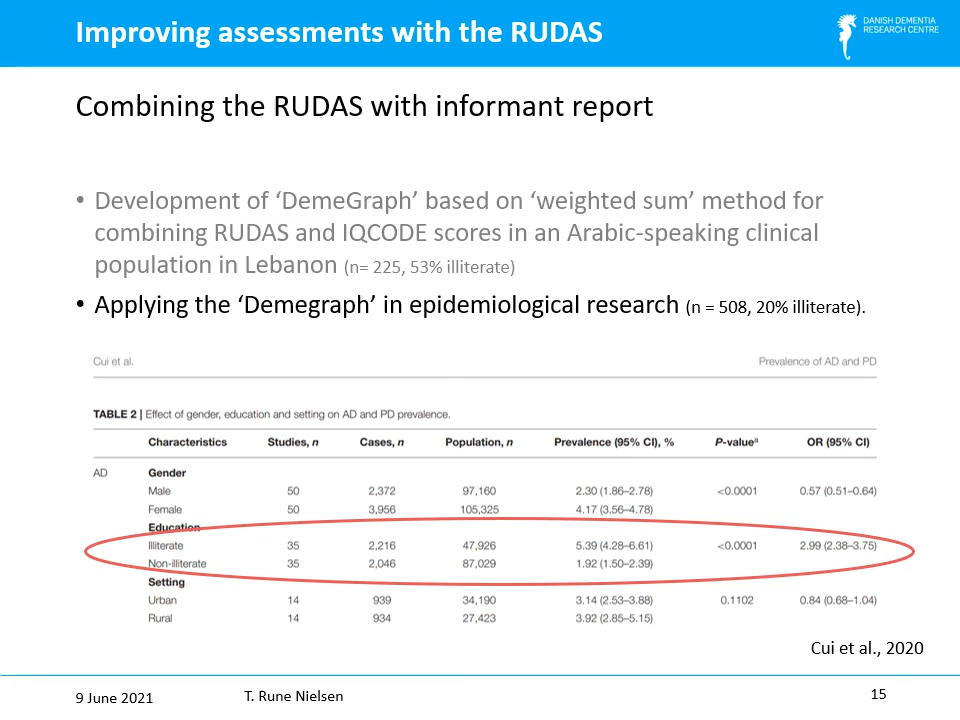 Improving assessments with the RUDAS
DANISH DEMENTIA
RESEARCH CENTRE
Combining the RUDAS with informant report
• Development of ‘DemeGraph’ based on ‘weighted sum’ method for
combining RUDAS and IQCODE scores in an Arabic-speaking clinical
population in Lebanon (n= 225, 53% illiterate)
• Applying the ‘Demegraph’ in epidemiological research (n = 508, 20% illiterate).
Cui et al. Prevalence of AD and PD
TABLE 2 | Effect of gender, education and setting on AD and PD prevalence.
Characteristics Studies, n Cases, n Population, n Prevalence (95% CI), % P-valueᵃ OR (95% CI)
AD Gender
Male 50 2,372 97,160 2.30 (1.86–2.78) <0.0001 0.57 (0.51–0.64)
Female 50 3,956 105,325 4.17 (3.56–4.78)
Education
Illiterate 35 2,216 47,926 5.39 (4.28–6.61) <0.0001 2.99 (2.38–3.75)
Non-illiterate 35 2,046 87,029 1.92 (1.50–2.39)
Setting
Urban 14 939 34,190 3.14 (2.53–3.88) 0.1102 0.84 (0.68–1.04)
Rural 14 934 27,423 3.92 (2.85–5.15)
Cui et al., 2020
9 June 2021 T. Rune Nielsen 15